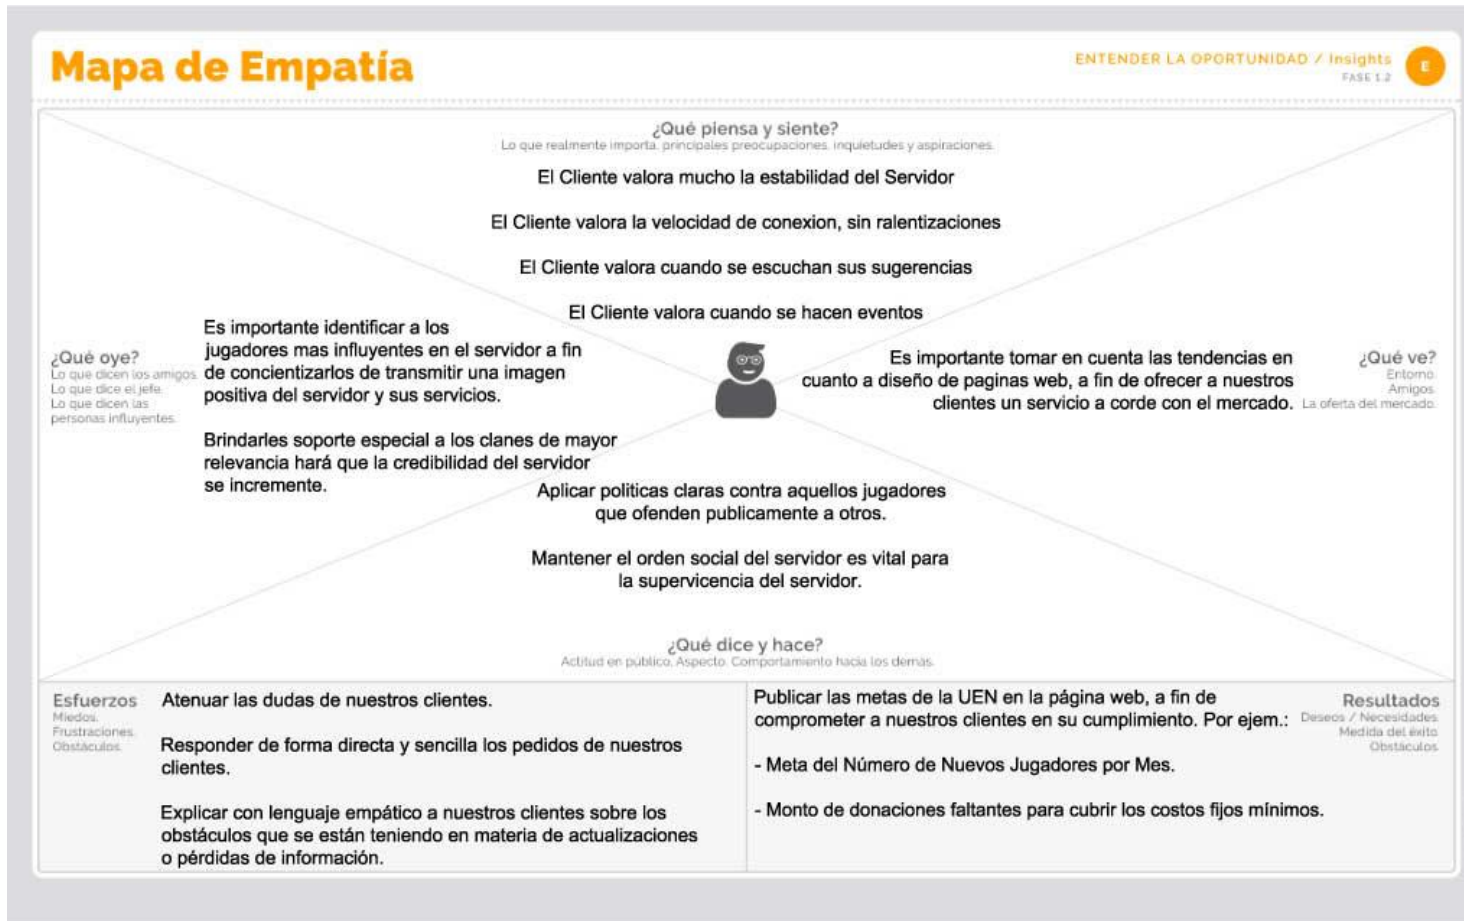 Mapa de Empatía
ENTENDER LA OPORTUNIDAD / Insights
FASE 1.2
E
¿Qué piensa y siente?
Lo que realmente importa, principales preocupaciones, inquietudes y aspiraciones.
El Cliente valora mucho la estabilidad del Servidor
El Cliente valora la velocidad de conexion, sin ralentizaciones
El Cliente valora cuando se escuchan sus sugerencias
El Cliente valora cuando se hacen eventos
¿Qué oye?
Lo que dicen los amigos.
Lo que dice el jefe.
Lo que dicen las
personas influyentes.
Es importante identificar a los
jugadores mas influyentes en el servidor a fin
de concientizarlos de transmitir una imagen
positiva del servidor y sus servicios.
Brindarles soporte especial a los clanes de mayor
relevancia hará que la credibilidad del servidor
se incremente.
Es importante tomar en cuenta las tendencias en
cuanto a diseño de paginas web, a fin de ofrecer a nuestros
clientes un servicio a corde con el mercado.
¿Qué ve?
Entorno.
Amigos.
La oferta del mercado.
Aplicar politicas claras contra aquellos jugadores
que ofenden publicamente a otros.
Mantener el orden social del servidor es vital para
la supervicencia del servidor.
¿Qué dice y hace?
Actitud en público. Aspecto. Comportamiento hacia los demás.
Esfuerzos
Miedos.
Frustraciones.
Obstáculos.
Atenuar las dudas de nuestros clientes.
Responder de forma directa y sencilla los pedidos de nuestros
clientes.
Explicar con lenguaje empático a nuestros clientes sobre los
obstáculos que se están teniendo en materia de actualizaciones
o pérdidas de información.
Publicar las metas de la UEN en la página web, a fin de
comprometer a nuestros clientes en su cumplimiento. Por ejem.:
- Meta del Número de Nuevos Jugadores por Mes.
- Monto de donaciones faltantes para cubrir los costos fijos mínimos.
Resultados
Deseos / Necesidades
Medida del éxito
Obstáculos